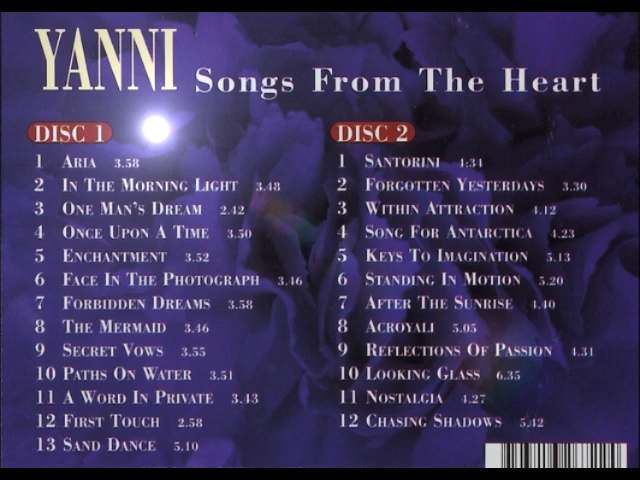 YANNI Songs From The Heart
DISC 1
1 ARIA 3.58
2 IN THE MORNING LIGHT 3.48
3 ONE MAN'S DREAM 2.42
4 ONCE UPON A TIME 3.50
5 ENCHANTMENT 3.52
6 FACE IN THE PHOTOGRAPH 3.46
7 FORBIDDEN DREAMS 3.58
8 THE MERMAID 3.46
9 SECRET VOWS 3.55
10 PATHS ON WATER 3.51
11 A WORD IN PRIVATE 3.43
12 FIRST TOUCH 2.58
13 SAND DANCE 5.10
DISC 2
1 SANTORINI 4:34
2 FORGOTTEN YESTERDAYS 3.30
3 WITHIN ATTRACTION 4.12
4 SONG FOR ANTARCTICA 4.23
5 KEYS TO IMAGINATION 5.13
6 STANDING IN MOTION 5.20
7 AFTER THE SUNRISE 4.40
8 ACROYALI 5.05
9 REFLECTIONS OF PASSION 4.31
10 LOOKING GLASS 6.35
11 NOSTALGIA 4.27
12 CHASING SHADOWS 5.42